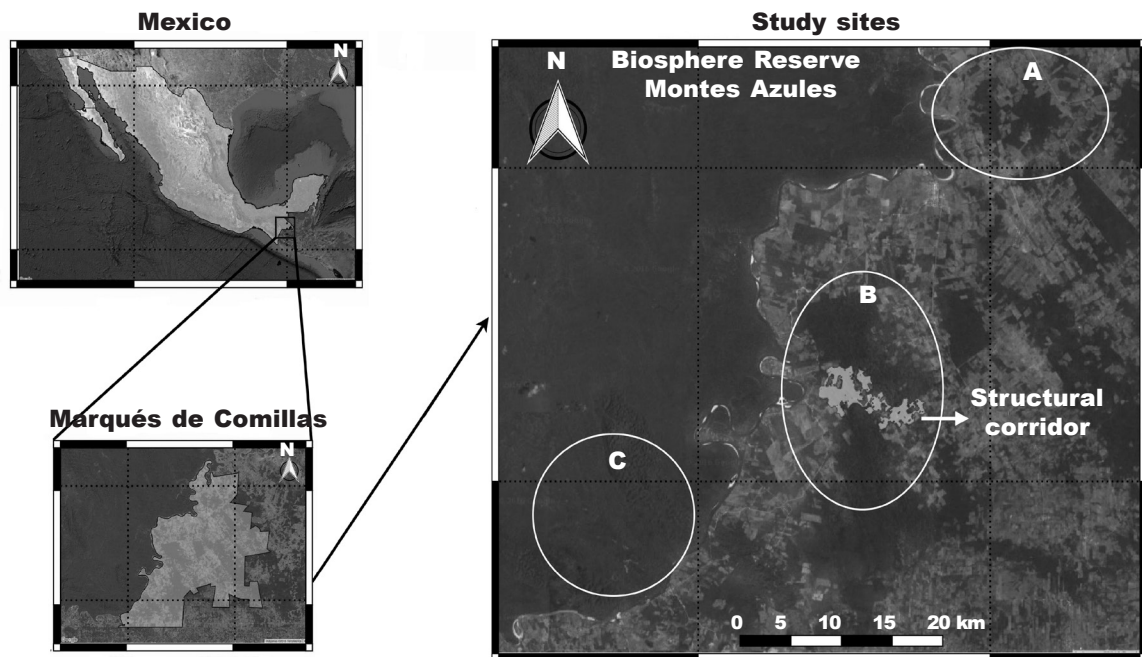 Mexico
N
Study sites
N
Biosphere Reserve
Montes Azules
A
B
Structural
corridor
C
0 5 10 15 20 km
Marqués de Comillas
N